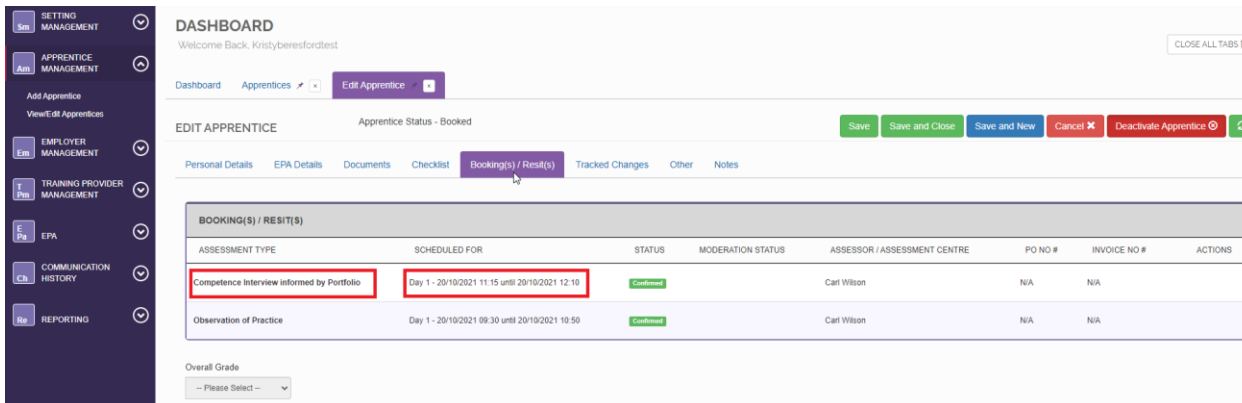 Sm SETTING MANAGEMENT
Am APPRENTICE MANAGEMENT
Add Apprentice
View/Edit Apprentices
Em EMPLOYER MANAGEMENT
T Pm TRAINING PROVIDER MANAGEMENT
E Pa EPA
Ch COMMUNICATION HISTORY
Re REPORTING
DASHBOARD
Welcome Back, Kristyberesfordtest
CLOSE ALL TABS
Dashboard Apprentices × Edit Apprentice ×
EDIT APPRENTICE Apprentice Status - Booked Save Save and Close Save and New Cancel Deactivate Apprentice
Personal Details EPA Details Documents Checklist Booking(s) / Resit(s) Tracked Changes Other Notes
BOOKING(S) / RESIT(S)
ASSESSMENT TYPE SCHEDULED FOR STATUS MODERATION STATUS ASSESSOR / ASSESSMENT CENTRE PO NO # INVOICE NO # ACTIONS
Competence Interview informed by Portfolio Day 1 - 20/10/2021 11:15 until 20/10/2021 12:10 Confirmed Carl Wilson N/A N/A
Observation of Practice Day 1 - 20/10/2021 09:30 until 20/10/2021 10:50 Confirmed Carl Wilson N/A N/A
Overall Grade
-- Please Select --